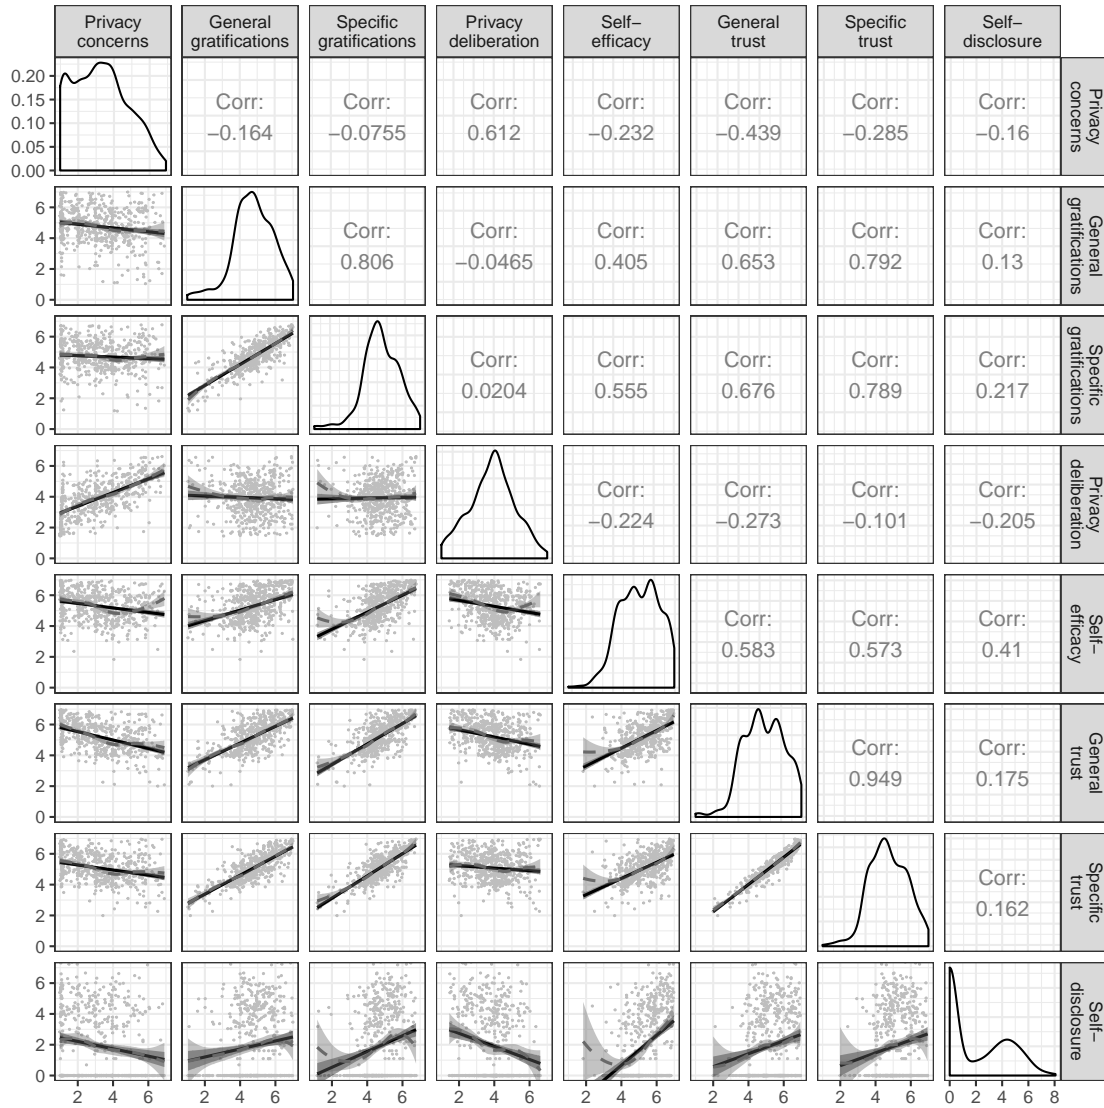 Privacy
concerns
General
gratifications
Specific
gratifications
Privacy
deliberation
Self−
efficacy
General
trust
Specific
trust
Self−
disclosure
0.20
0.15
0.10
0.05
0.00
Corr:
−0.164
Corr:
−0.0755
Corr:
0.612
Corr:
−0.232
Corr:
−0.439
Corr:
−0.285
Corr:
−0.16
Privacy
concerns
6
4
2
0
Corr:
0.806
Corr:
−0.0465
Corr:
0.405
Corr:
0.653
Corr:
0.792
Corr:
0.13
General
gratifications
6
4
2
0
Corr:
0.0204
Corr:
0.555
Corr:
0.676
Corr:
0.789
Corr:
0.217
Specific
gratifications
6
4
2
0
Corr:
−0.224
Corr:
−0.273
Corr:
−0.101
Corr:
−0.205
Privacy
deliberation
6
4
2
0
Corr:
0.583
Corr:
0.573
Corr:
0.41
Self−
efficacy
6
4
2
0
Corr:
0.949
Corr:
0.175
General
trust
6
4
2
0
Corr:
0.162
Specific
trust
6
4
2
0
Self−
disclosure
2 4 6 2 4 6 2 4 6 2 4 6 2 4 6 2 4 6 2 4 6 0 2 4 6 8